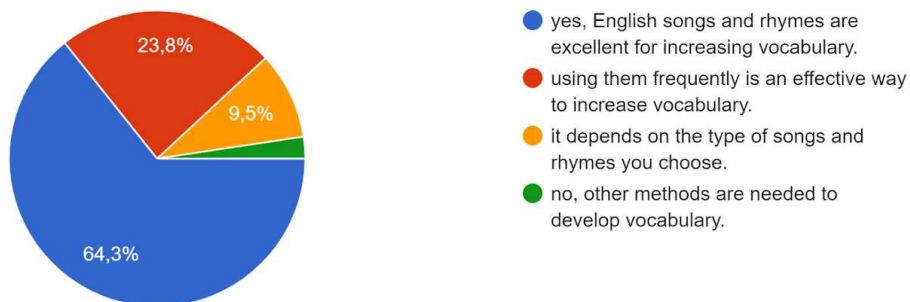 23,8%
9,5%
64,3%
yes, English songs and rhymes are
excellent for increasing vocabulary.
using them frequently is an effective way
to increase vocabulary.
it depends on the type of songs and
rhymes you choose.
no, other methods are needed to
develop vocabulary.